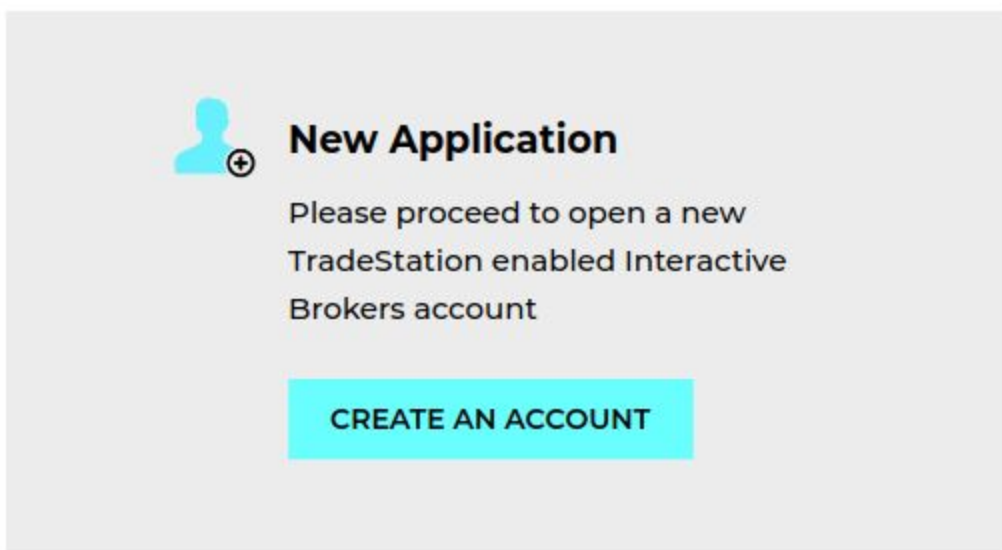 New Application
Please proceed to open a new
TradeStation enabled Interactive
Brokers account
CREATE AN ACCOUNT